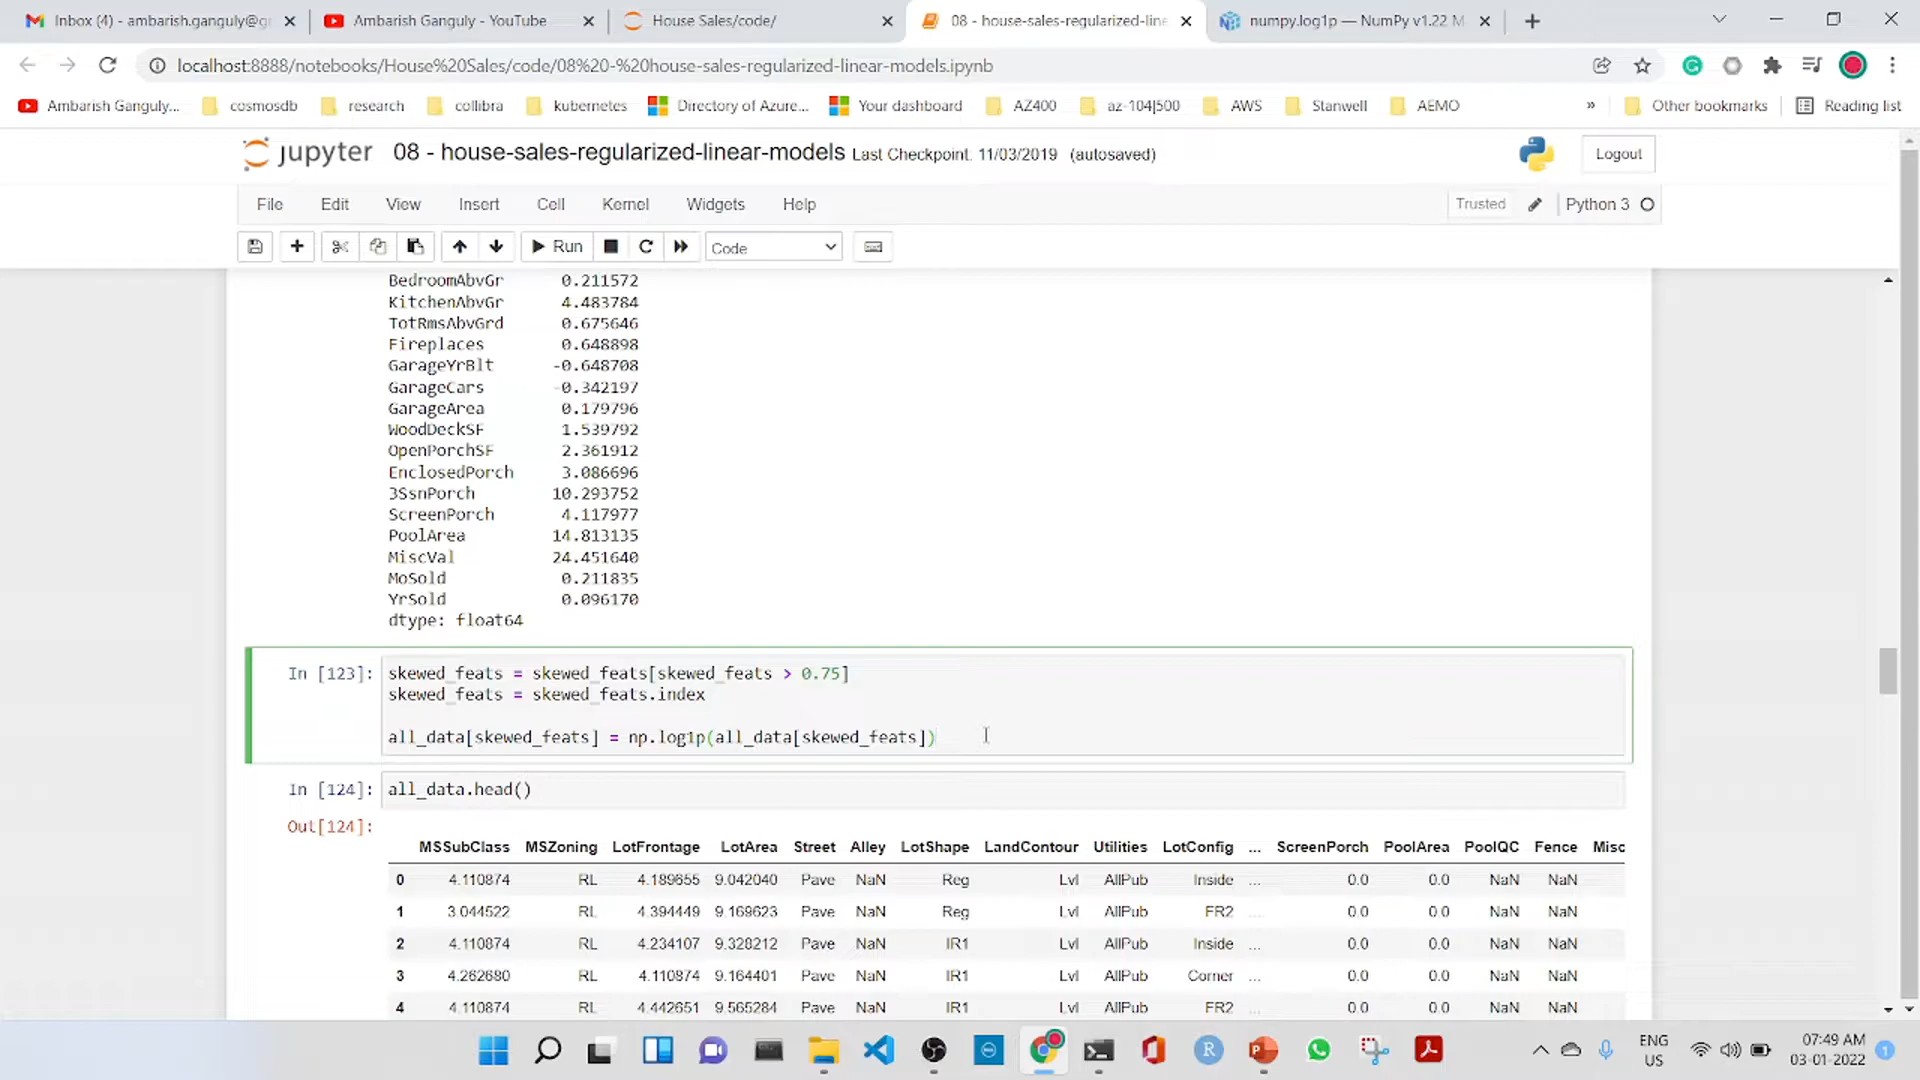 Inbox (4) - ambarish.ganguly@g
Ambarish Ganguly - YouTube
House Sales/code/
08 - house-sales-regularized-line
numpy.log1p — NumPy v1.22 M
localhost:8888/notebooks/House%20Sales/code/08%20-%20house-sales-regularized-linear-models.ipynb
Ambarish Ganguly...
cosmosdb
research
collibra
kubernetes
Directory of Azure...
Your dashboard
AZ400
az-104|500
AWS
Stanwell
AEMO
»
Other bookmarks
Reading list
jupyter 08 - house-sales-regularized-linear-models Last Checkpoint: 11/03/2019 (autosaved)
Logout
File Edit View Insert Cell Kernel Widgets Help
Trusted
Python 3
Run
Code
BedroomAbvGr 0.211572
KitchenAbvGr 4.483784
TotRmsAbvGrd 0.675646
Fireplaces 0.648898
GarageYrBlt -0.648708
GarageCars -0.342197
GarageArea 0.179796
WoodDeckSF 1.539792
OpenPorchSF 2.361912
EnclosedPorch 3.086696
3SsnPorch 10.293752
ScreenPorch 4.117977
PoolArea 14.813135
MiscVal 24.451640
MoSold 0.211835
YrSold 0.096170
dtype: float64
In [123]: skewed_feats = skewed_feats[skewed_feats > 0.75]
skewed_feats = skewed_feats.index
all_data[skewed_feats] = np.log1p(all_data[skewed_feats])
In [124]: all_data.head()
Out[124]:
MSSubClass MSZoning LotFrontage LotArea Street Alley LotShape LandContour Utilities LotConfig ... ScreenPorch PoolArea PoolQC Fence Misc
0 4.110874 RL 4.189655 9.042040 Pave NaN Reg Lvl AllPub Inside ... 0.0 0.0 NaN NaN
1 3.044522 RL 4.394449 9.169623 Pave NaN Reg Lvl AllPub FR2 ... 0.0 0.0 NaN NaN
2 4.110874 RL 4.234107 9.328212 Pave NaN IR1 Lvl AllPub Inside ... 0.0 0.0 NaN NaN
3 4.262680 RL 4.110874 9.164401 Pave NaN IR1 Lvl AllPub Corner ... 0.0 0.0 NaN NaN
4 4.110874 RL 4.442651 9.565284 Pave NaN IR1 Lvl AllPub FR2 ... 0.0 0.0 NaN NaN
ENG
US
07:49 AM
03-01-2022
1